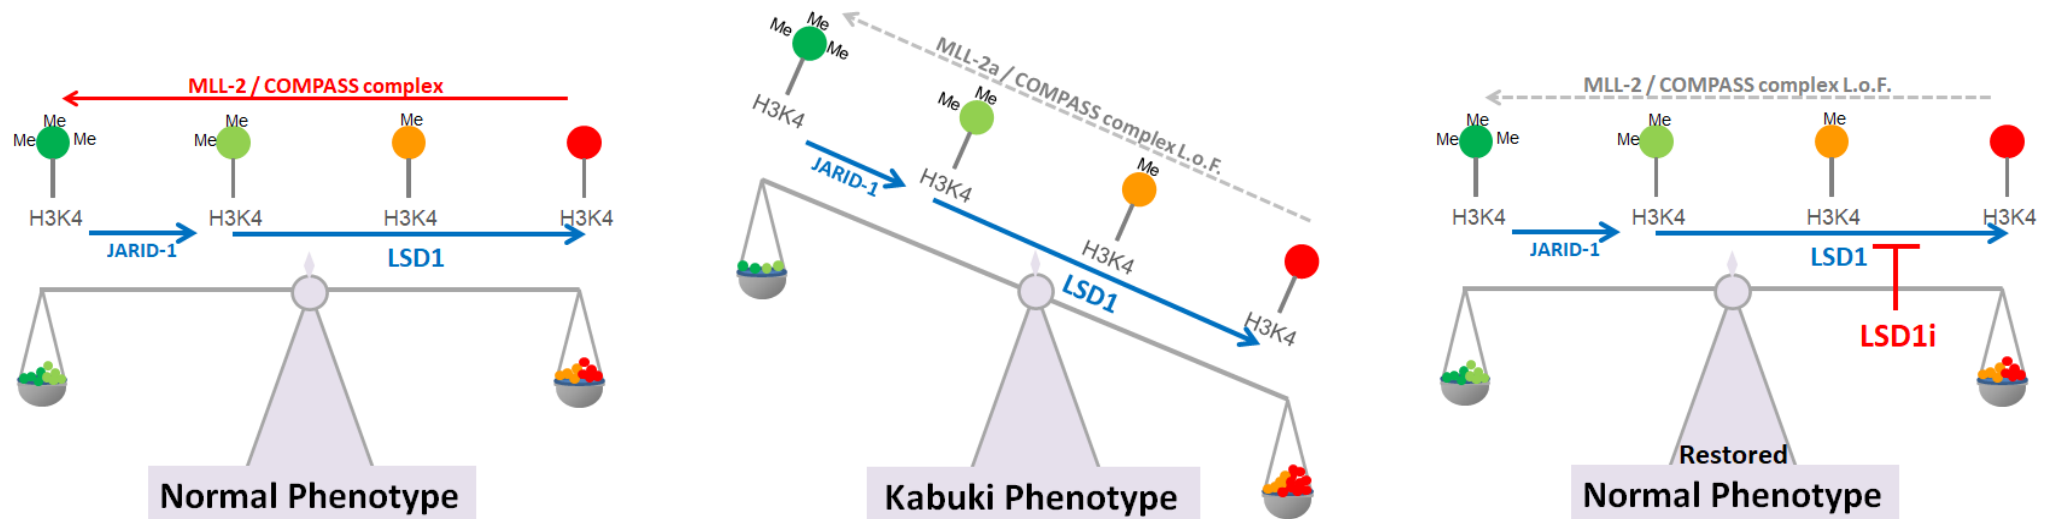 MLL-2 / COMPASS complex
Me
Me Me
Me
Me
Me
H3K4
H3K4
H3K4
H3K4
JARID-1
LSD1
Normal Phenotype
Me
Me
Me
MLL-2a / COMPASS complex L.o.F.
H3K4
Me
Me
JARID-1
H3K4
Me
H3K4
LSD1
H3K4
Kabuki Phenotype
MLL-2 / COMPASS complex L.o.F.
Me
Me Me
Me
Me
Me
H3K4
H3K4
H3K4
H3K4
JARID-1
LSD1
LSD1i
Restored
Normal Phenotype